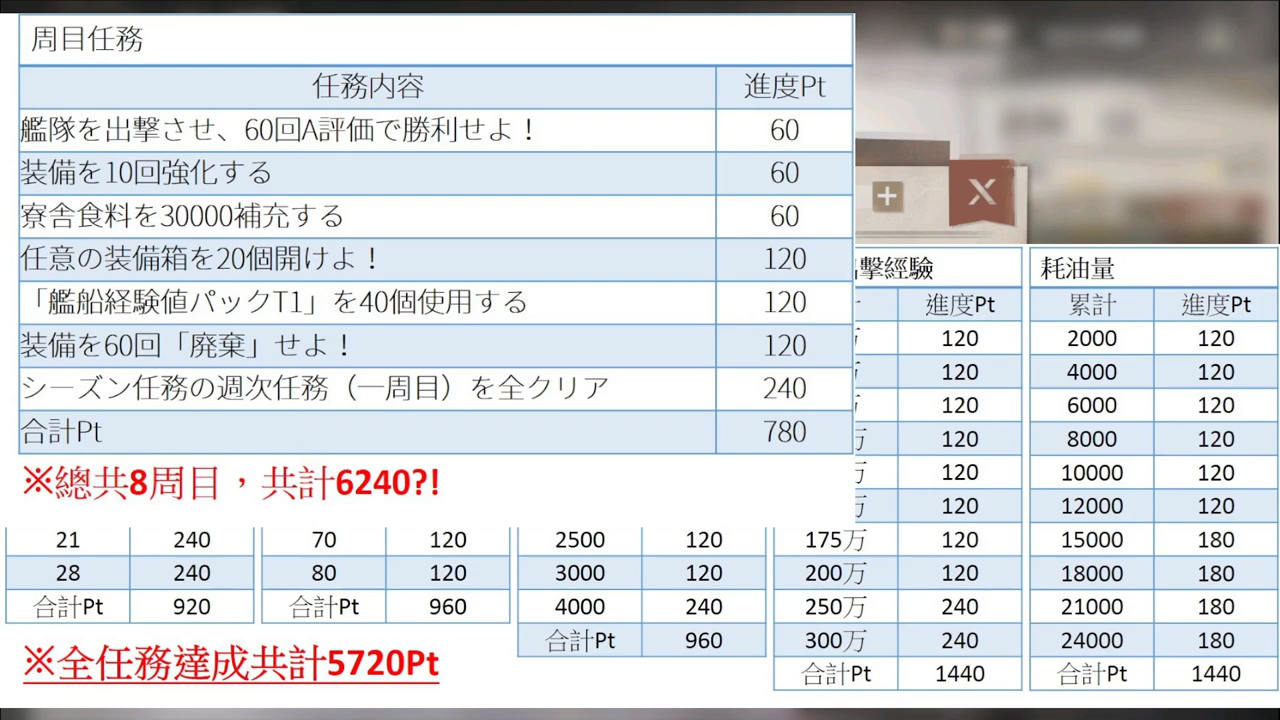 周目任務
任務内容 進度Pt
艦隊を出撃させ、60回A評価で勝利せよ！ 60
装備を10回強化する 60
寮舎食料を30000補充する 60
任意の装備箱を20個開けよ！ 120
「艦船経験値パックT1」を40個使用する 120
装備を60回「廃棄」せよ！ 120
シーズン任務の週次任務（一周目）を全クリア 240
合計Pt 780
※總共8周目，共計6240?!
21 240
28 240
合計Pt 920
70 120
80 120
合計Pt 960
2500 120
3000 120
4000 240
合計Pt 960
擊經驗
進度Pt
万 120
万 120
万 120
万 120
万 120
万 120
175万 120
200万 120
250万 240
300万 240
合計Pt 1440
耗油量
累計 進度Pt
2000 120
4000 120
6000 120
8000 120
10000 120
12000 120
15000 180
18000 180
21000 180
24000 180
合計Pt 1440
※全任務達成共計5720Pt